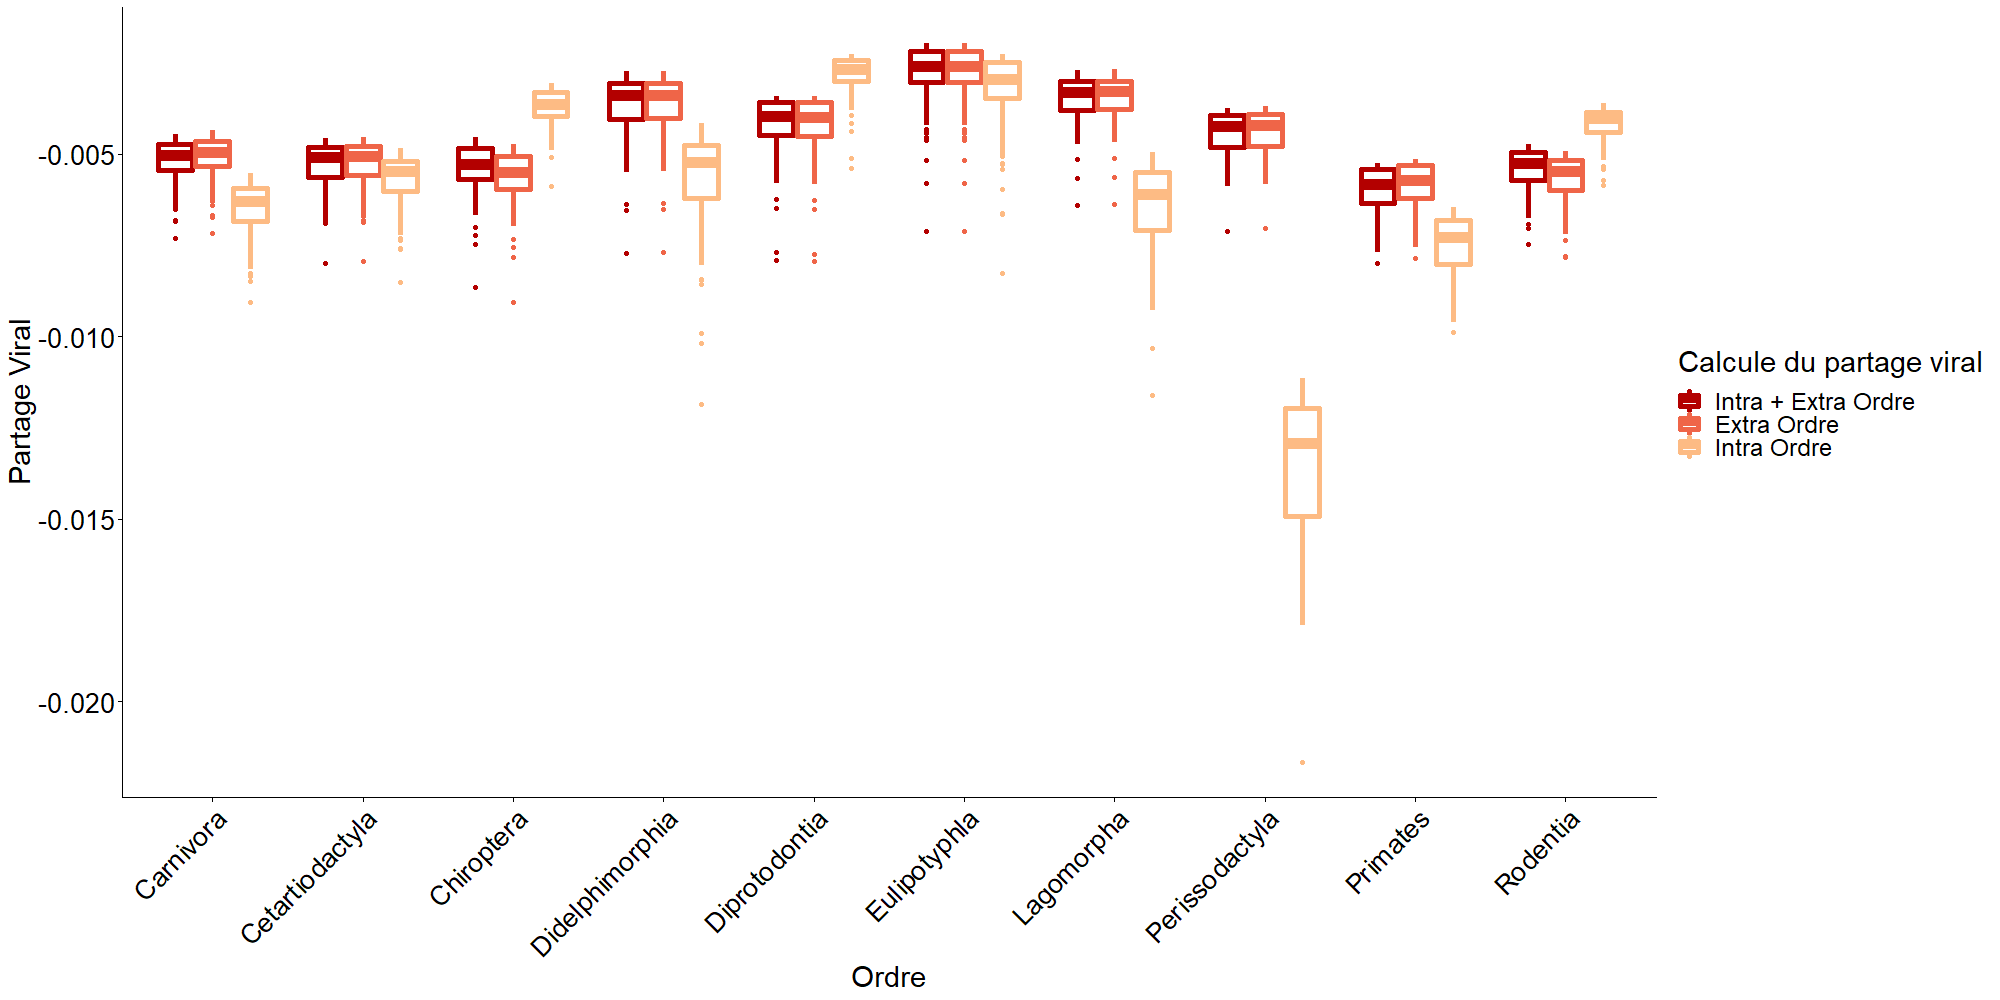 Partage Viral
-0.005
-0.010
-0.015
-0.020
Carnivora
Cetartiodactyla
Chiroptera
Didelphimorphia
Diprotodontia
Eulipotyphla
Lagomorpha
Perissodactyla
Primates
Rodentia
Ordre
Calcule du partage viral
Intra + Extra Ordre
Extra Ordre
Intra Ordre